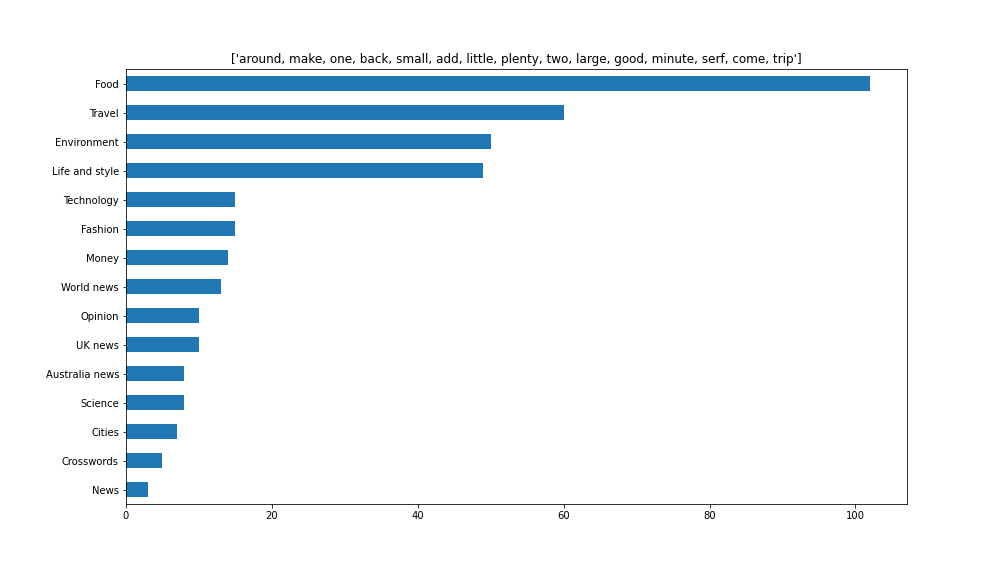 ['around, make, one, back, small, add, little, plenty, two, large, good, minute, serf, come, trip']
Food
Travel
Environment
Life and style
Technology
Fashion
Money
World news
Opinion
UK news
Australia news
Science
Cities
Crosswords
News
0 20 40 60 80 100